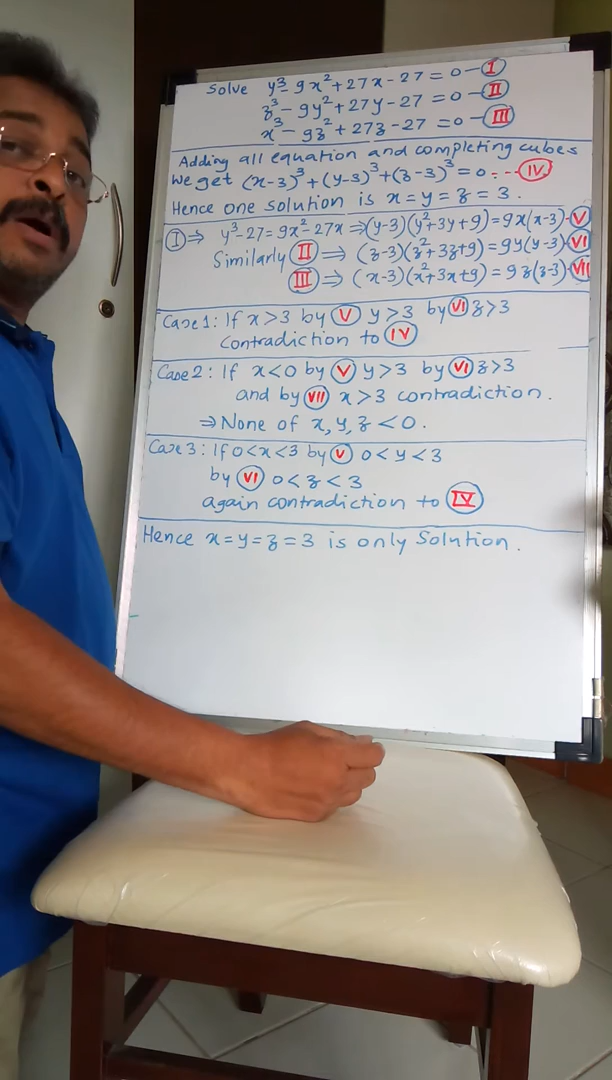 Solve y³ - 9x² + 27x - 27 = 0 - I
z³ - 9y² + 27y - 27 = 0 - II
x³ - 9z² + 27z - 27 = 0 - III
Adding all equation and completing cubes
we get (x-3)³ + (y-3)³ + (z-3)³ = 0 . . - IV
Hence one solution is x = y = z = 3.
I ⇒ y³ - 27 = 9x² - 27x ⇒ (y-3)(y² + 3y + 9) = 9x(x-3) - V
Similarly II ⇒ (z-3)(z² + 3z + 9) = 9y(y-3) - VI
III ⇒ (x-3)(x² + 3x + 9) = 9z(z-3) - VII
Case 1 : If x > 3 by V y > 3 by VI z > 3
contradiction to IV
Case 2 : If x < 0 by V y > 3 by VI z > 3
and by VII x > 3 contradiction.
⇒ None of x, y, z < 0.
Case 3 : If 0 < x < 3 by V 0 < y < 3
by VI 0 < z < 3
again contradiction to IV
Hence x = y = z = 3 is only Solution.